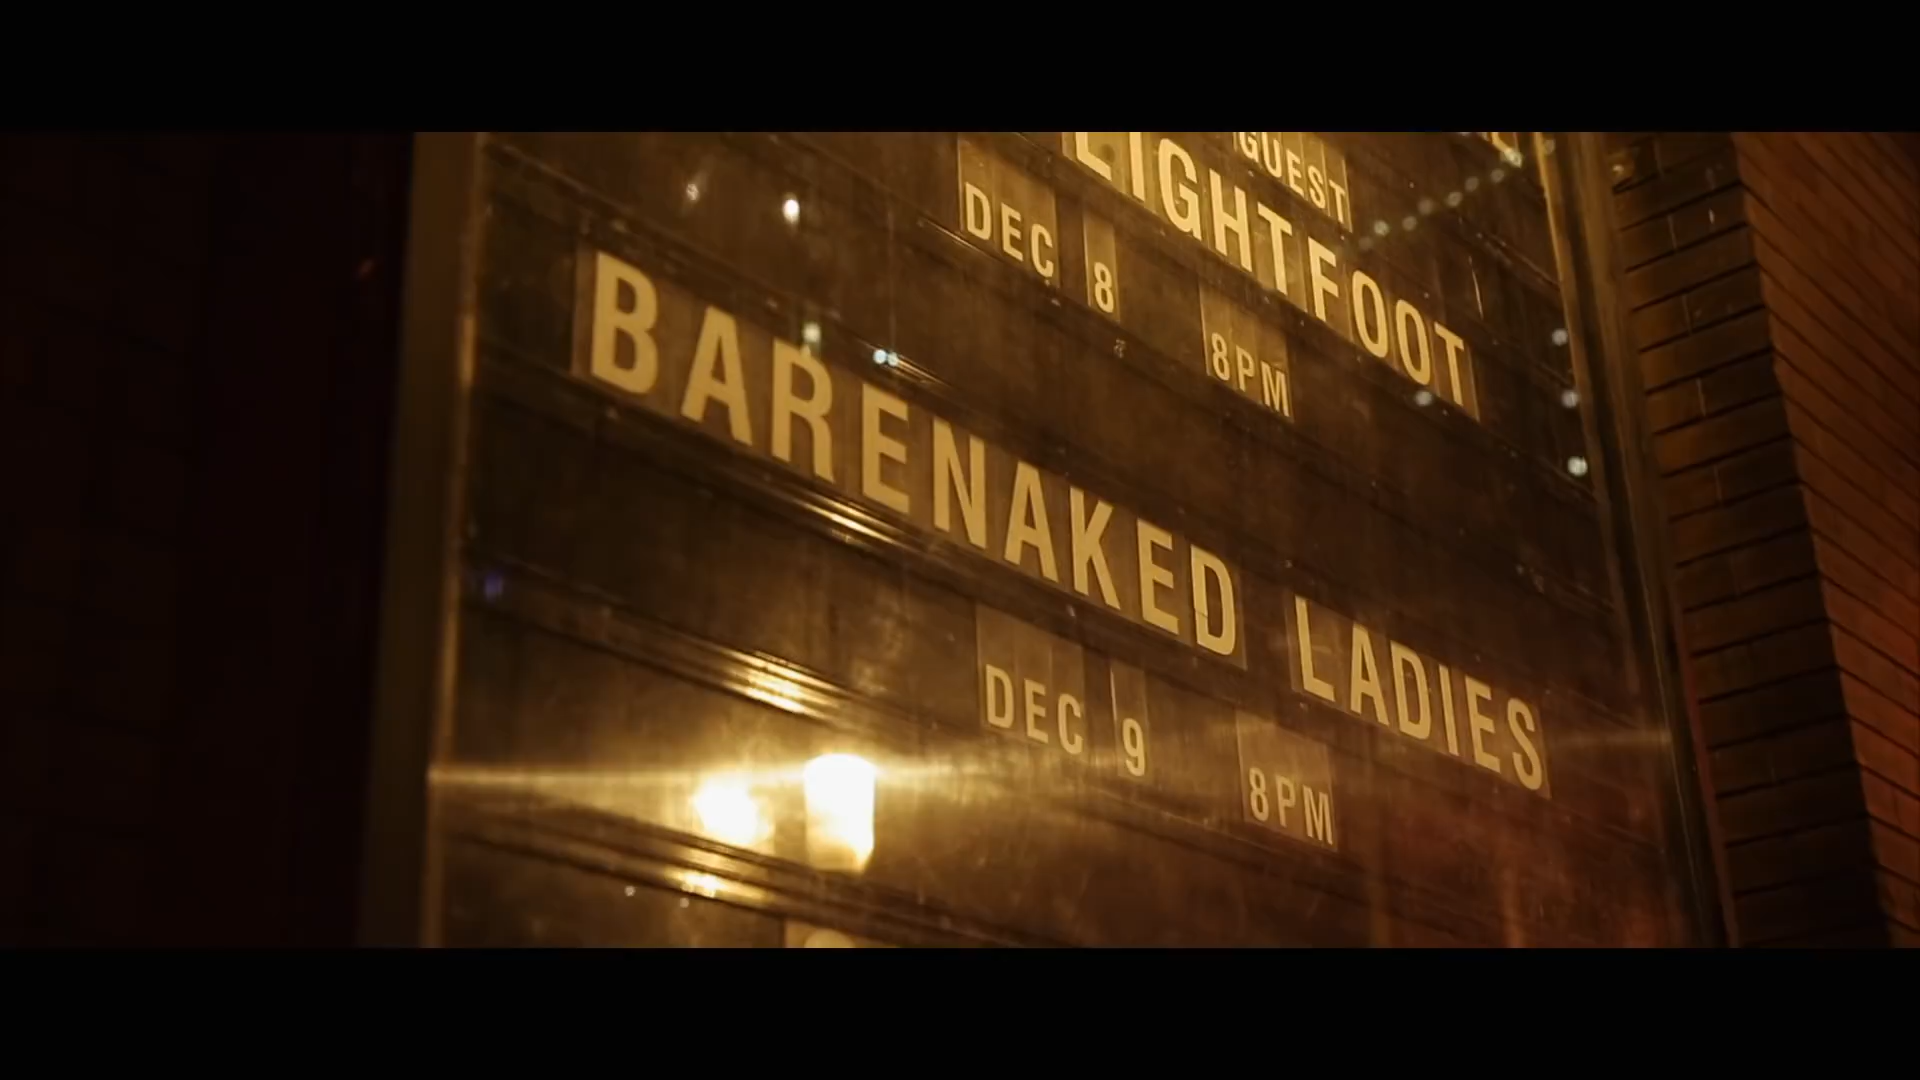 GUEST
LIGHTFOOT
DEC 8 8PM
BARENAKED LADIES
DEC 9 8PM